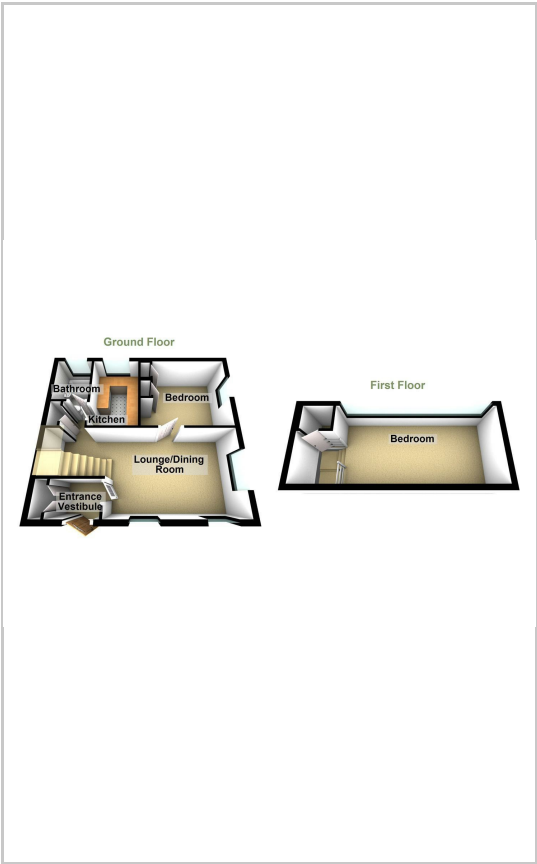 Ground Floor
Bathroom
Kitchen
Bedroom
Lounge/Dining
Room
Entrance
Vestibule
First Floor
Bedroom